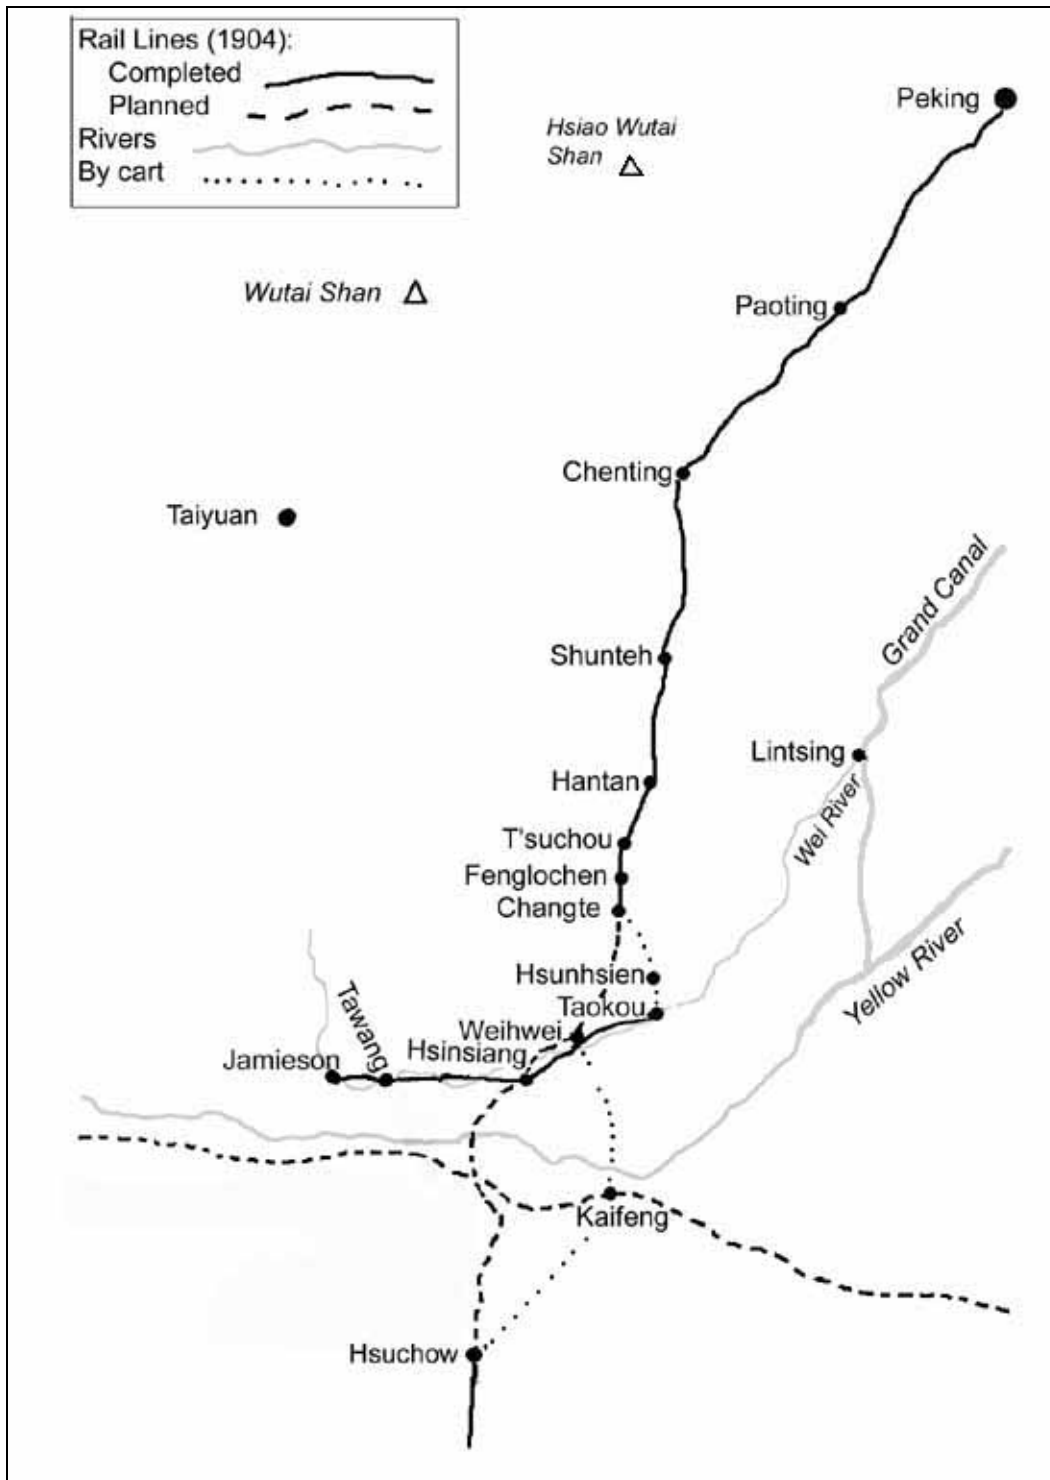 Rail Lines (1904):
Completed
Planned
Rivers
By cart
Peking
Hsiao Wutai
Shan
Wutai Shan
Paoting
Chenting
Taiyuan
Grand Canal
Shunteh
Lintsing
Hantan
Wei River
T'suchou
Fenglochen
Changte
Yellow River
Hsunhsien
Taokou
Weihwei
Tawang
Hsinsiang
Jamieson
Kaifeng
Hsuchow